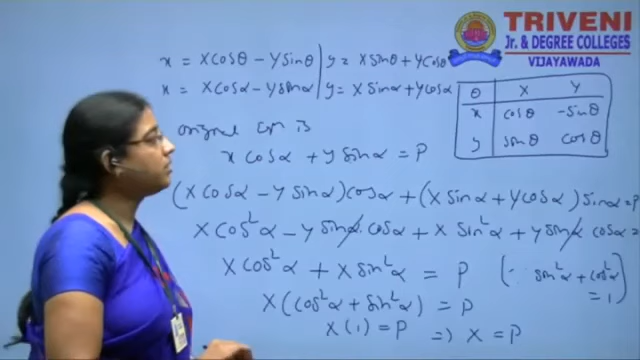 TRIVENI
Jr. & DEGREE COLLEGES
VIJAYAWADA
x = X cosθ - Y sinθ | y = X sinθ + Y cosθ
x = X cosα - Y sinα | y = X sinα + Y cosα
θ X Y
x cosθ -sinθ
y sinθ cosθ
original eqn is
x cosα + y sinα = P
(X cosα - Y sinα) cosα + (X sinα + Y cosα) sinα = P
X cos²α - Y sinα cosα + X sin²α + Y sinα cosα =
X cos²α + X sin²α = P (∵ sin²α + cos²α = 1)
X (cos²α + sin²α) = P
X (1) = P ⇒ X = P